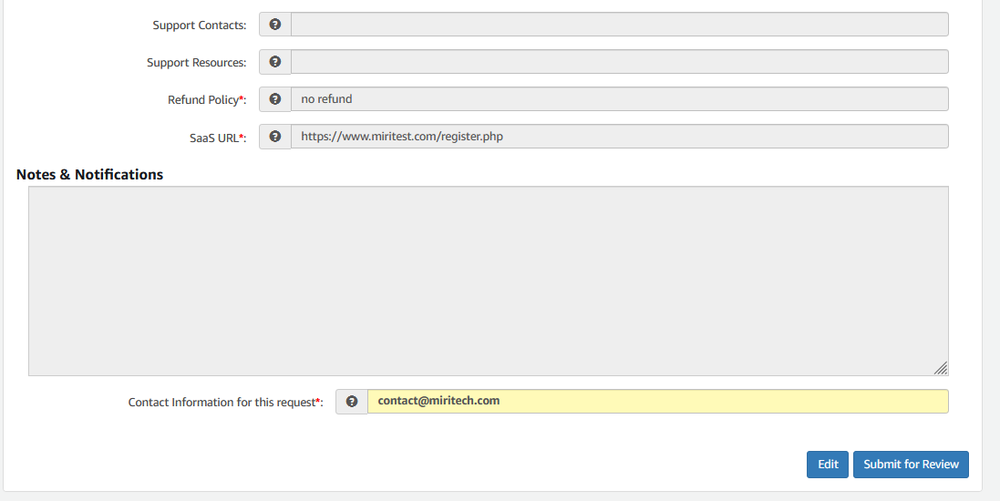 Support Contacts:
Support Resources:
Refund Policy*: no refund
SaaS URL*: https://www.miritest.com/register.php
Notes & Notifications
Contact Information for this request*: contact@miritech.com
Edit Submit for Review